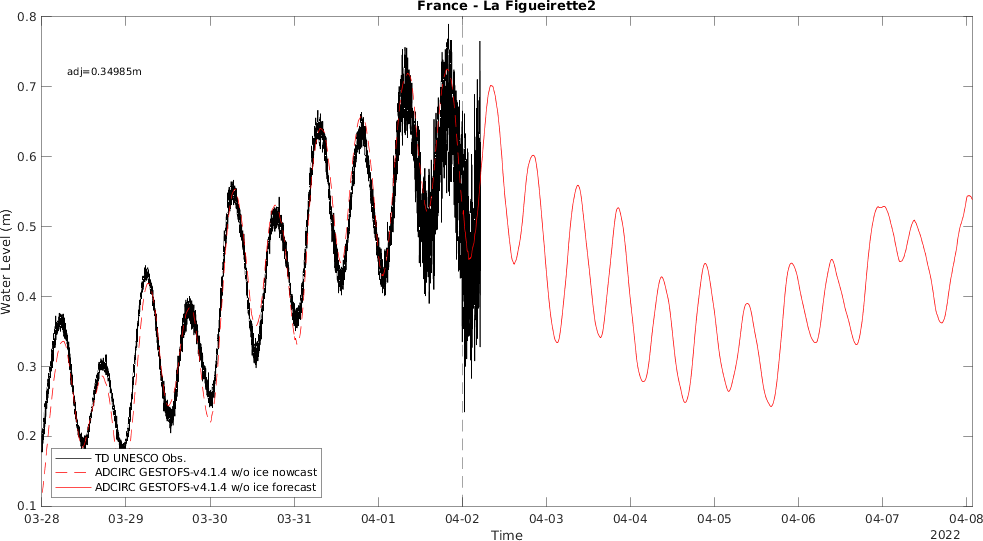 France - La Figueirette2
adj=0.34985m
Water Level (m)
0.8
0.7
0.6
0.5
0.4
0.3
0.2
0.1
TD UNESCO Obs.
ADCIRC GESTOFS-v4.1.4 w/o ice nowcast
ADCIRC GESTOFS-v4.1.4 w/o ice forecast
03-28 03-29 03-30 03-31 04-01 04-02 04-03 04-04 04-05 04-06 04-07 04-08
Time
2022